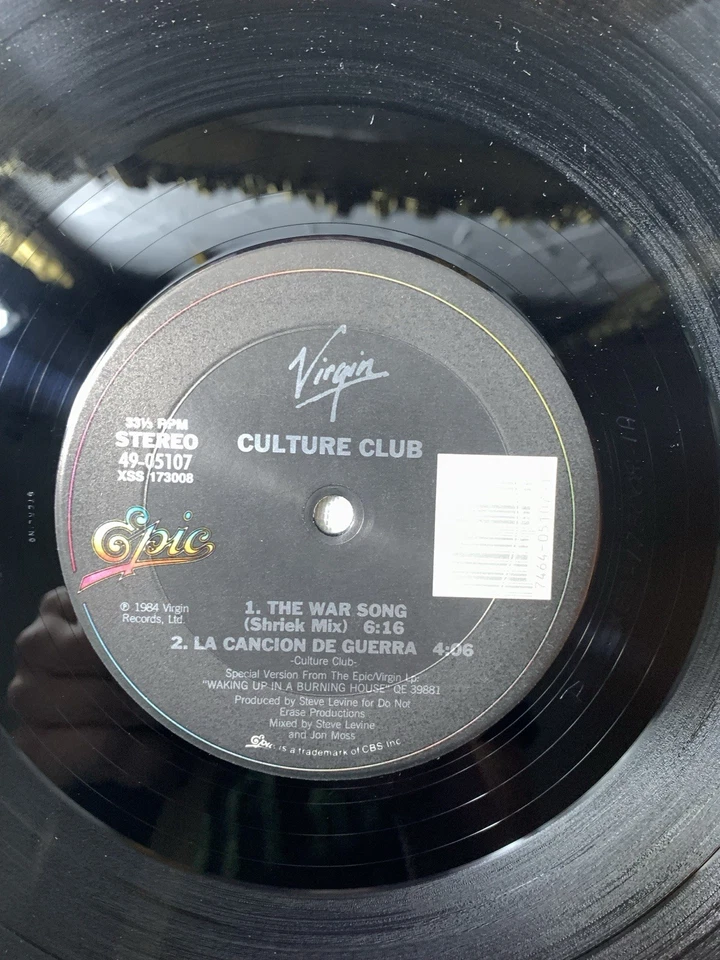 Virgin
CULTURE CLUB
33⅓ RPM
STEREO
49-05107
XSS 173008
Epic
℗ 1984 Virgin
Records, Ltd.
1. THE WAR SONG
(Shriek Mix) 6:16
2. LA CANCION DE GUERRA 4:06
-Culture Club-
Special Version From The Epic/Virgin Lp:
"WAKING UP IN A BURNING HOUSE" QE 39881
Produced by Steve Levine for Do Not
Erase Productions
Mixed by Steve Levine
and Jon Moss
Epic is a trademark of CBS Inc.